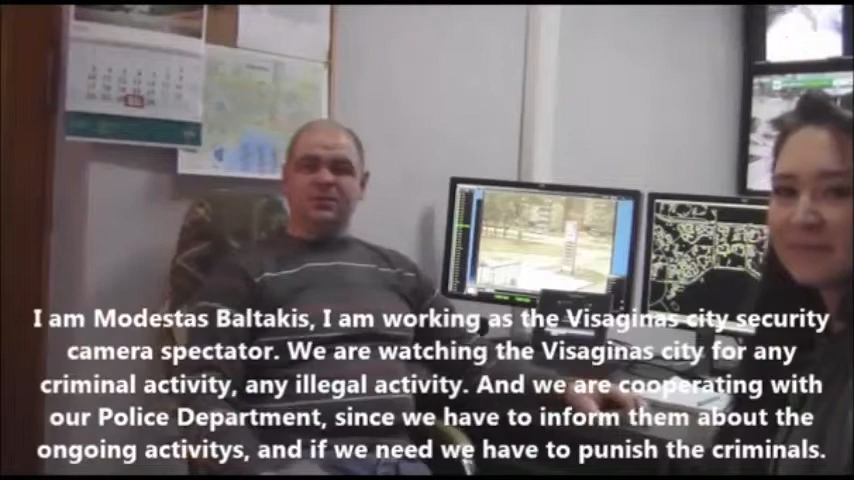 I am Modestas Baltakis, I am working as the Visaginas city security
camera spectator. We are watching the Visaginas city for any
criminal activity, any illegal activity. And we are cooperating with
our Police Department, since we have to inform them about the
ongoing activitys, and if we need we have to punish the criminals.